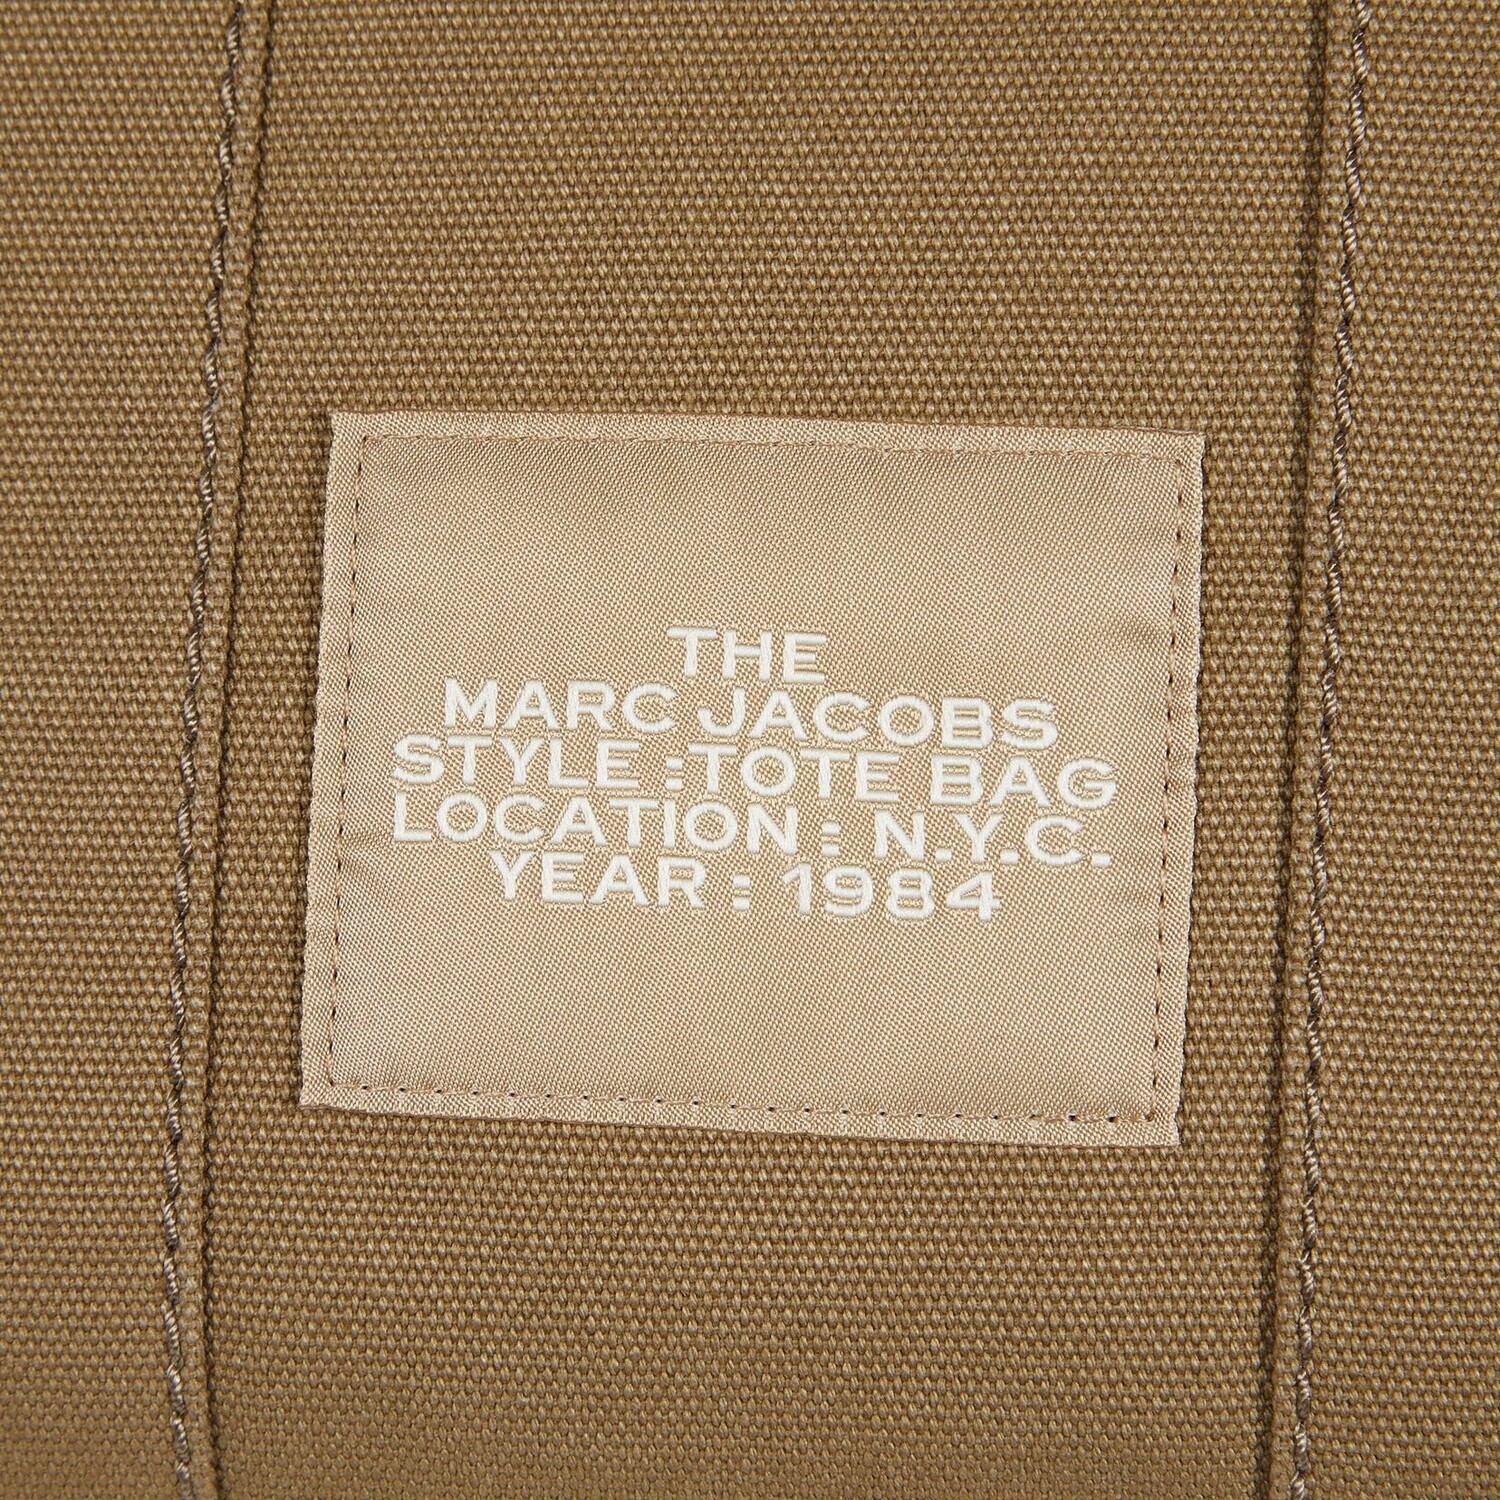 THE
MARC JACOBS
STYLE :TOTE BAG
LOCATION : N.Y.C.
YEAR : 1984